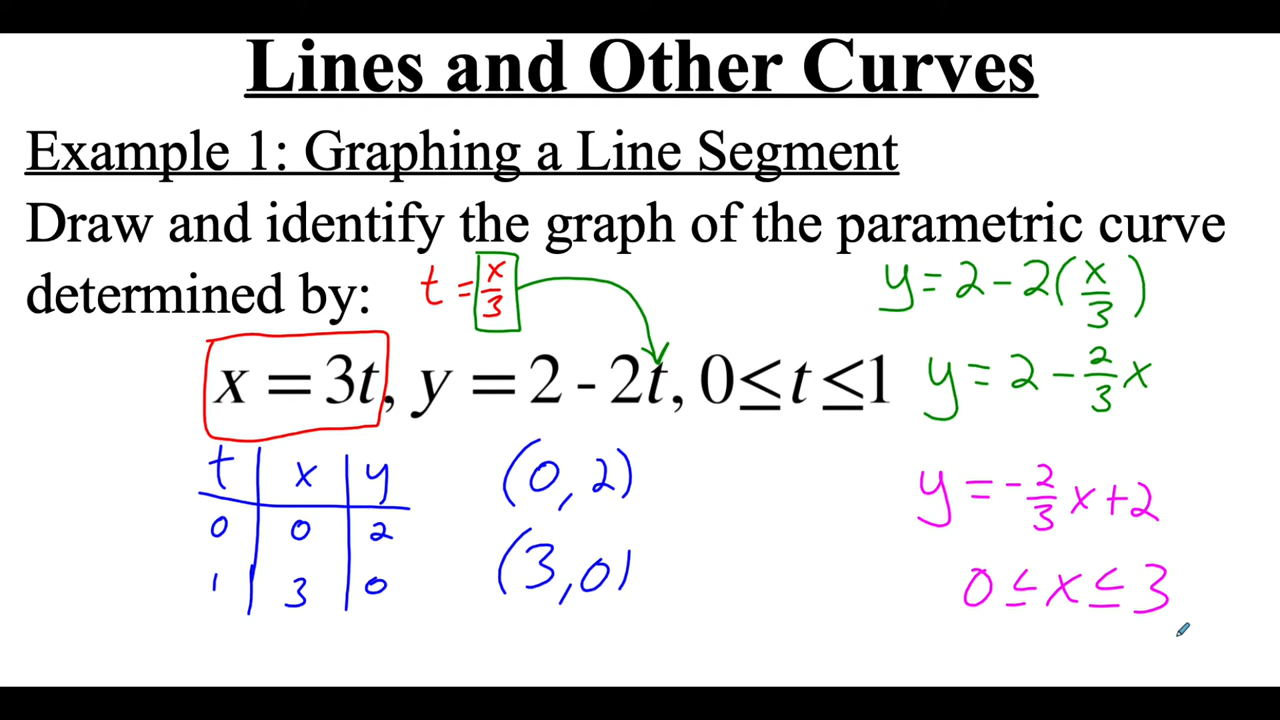 Lines and Other Curves
Example 1: Graphing a Line Segment
Draw and identify the graph of the parametric curve
determined by:
t = x/3
y = 2 - 2(x/3)
x = 3t, y = 2 - 2t, 0 ≤ t ≤ 1
y = 2 - 2/3 x
t x y
0 0 2
1 3 0
(0, 2)
(3, 0)
y = -2/3 x + 2
0 ≤ x ≤ 3